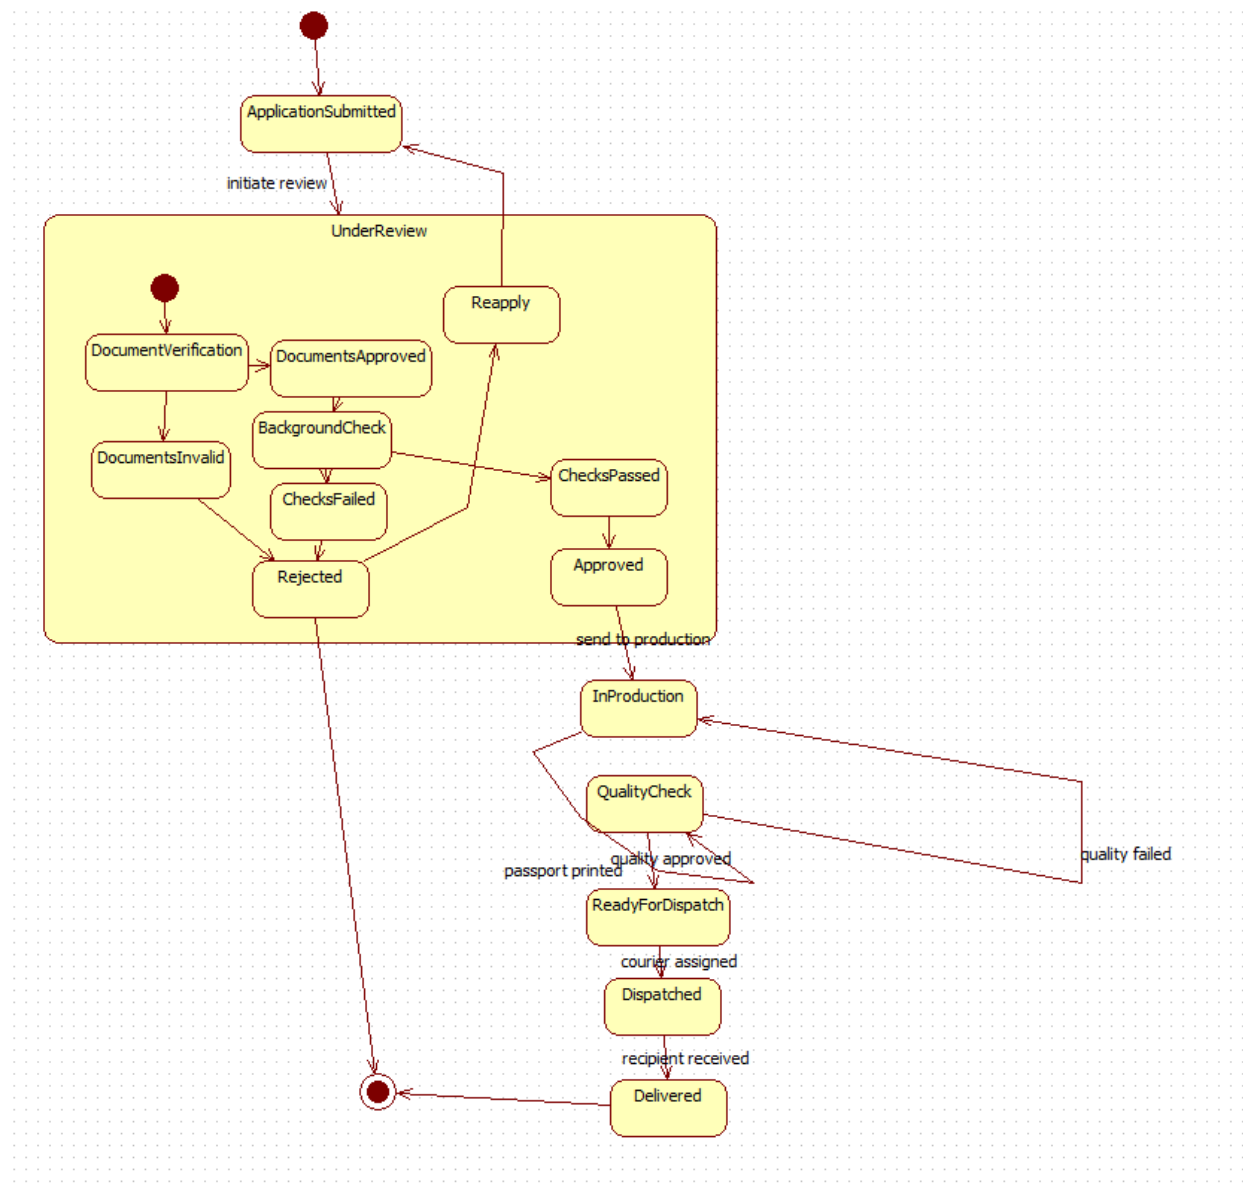 ApplicationSubmitted
initiate review
UnderReview
Reapply
DocumentVerification
DocumentsApproved
BackgroundCheck
DocumentsInvalid
ChecksPassed
ChecksFailed
Approved
Rejected
send to production
InProduction
QualityCheck
quality approved
quality failed
passport printed
ReadyForDispatch
courier assigned
Dispatched
recipient received
Delivered